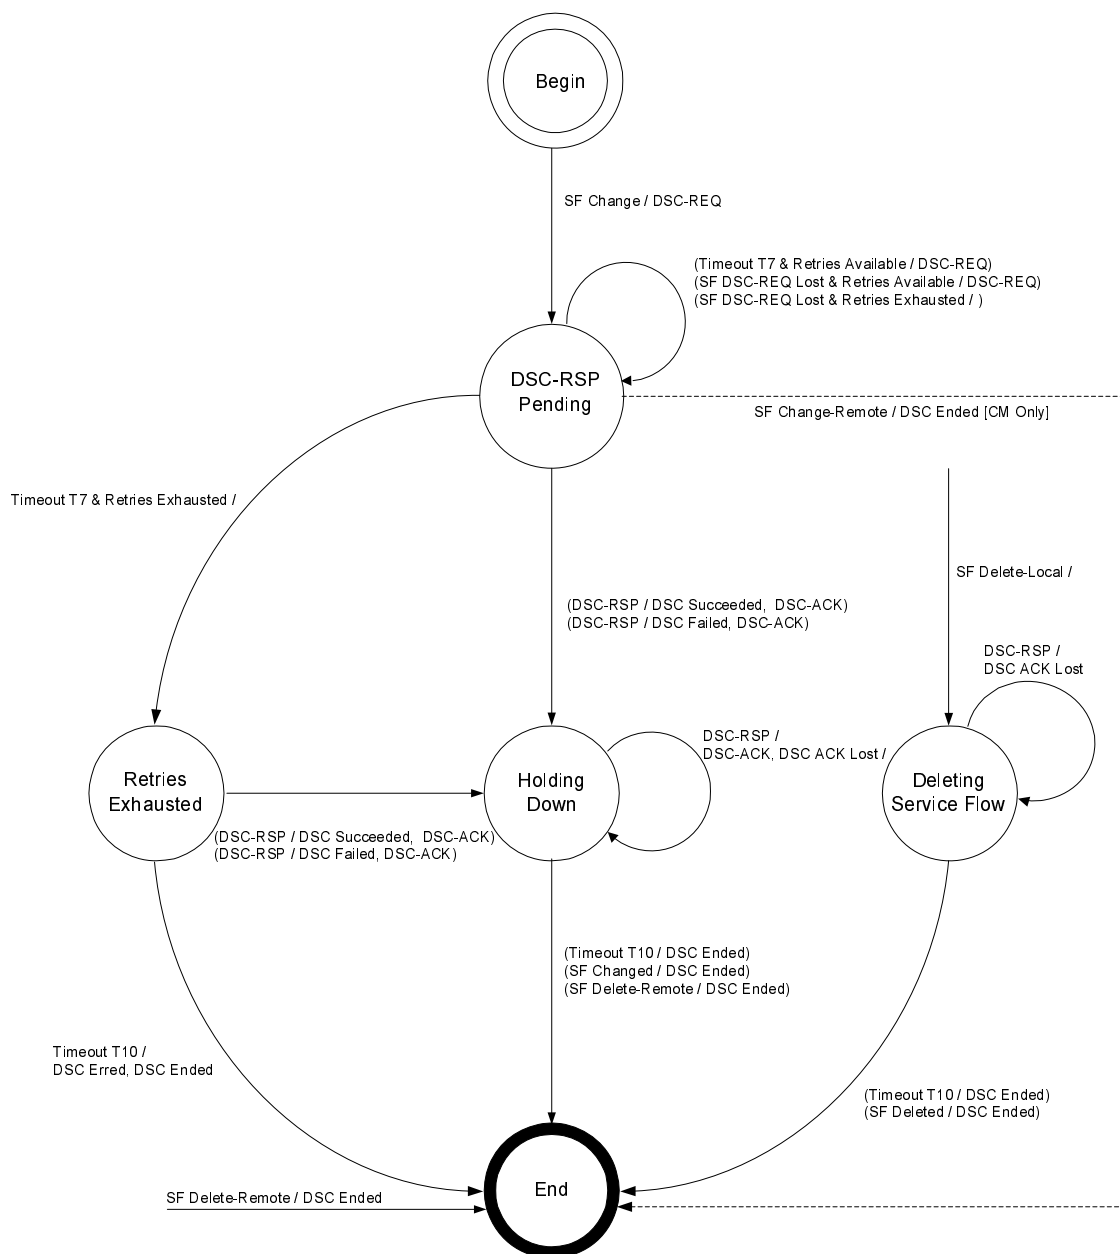 Begin
SF Change / DSC-REQ
(Timeout T7 & Retries Available / DSC-REQ)
(SF DSC-REQ Lost & Retries Available / DSC-REQ)
(SF DSC-REQ Lost & Retries Exhausted / )
DSC-RSP
Pending
SF Change-Remote / DSC Ended [CM Only]
Timeout T7 & Retries Exhausted /
SF Delete-Local /
(DSC-RSP / DSC Succeeded, DSC-ACK)
(DSC-RSP / DSC Failed, DSC-ACK)
DSC-RSP /
DSC ACK Lost
Retries
Exhausted
Holding
Down
DSC-RSP /
DSC-ACK, DSC ACK Lost /
Deleting
Service Flow
(DSC-RSP / DSC Succeeded, DSC-ACK)
(DSC-RSP / DSC Failed, DSC-ACK)
(Timeout T10 / DSC Ended)
(SF Changed / DSC Ended)
(SF Delete-Remote / DSC Ended)
Timeout T10 /
DSC Erred, DSC Ended
(Timeout T10 / DSC Ended)
(SF Deleted / DSC Ended)
SF Delete-Remote / DSC Ended
End